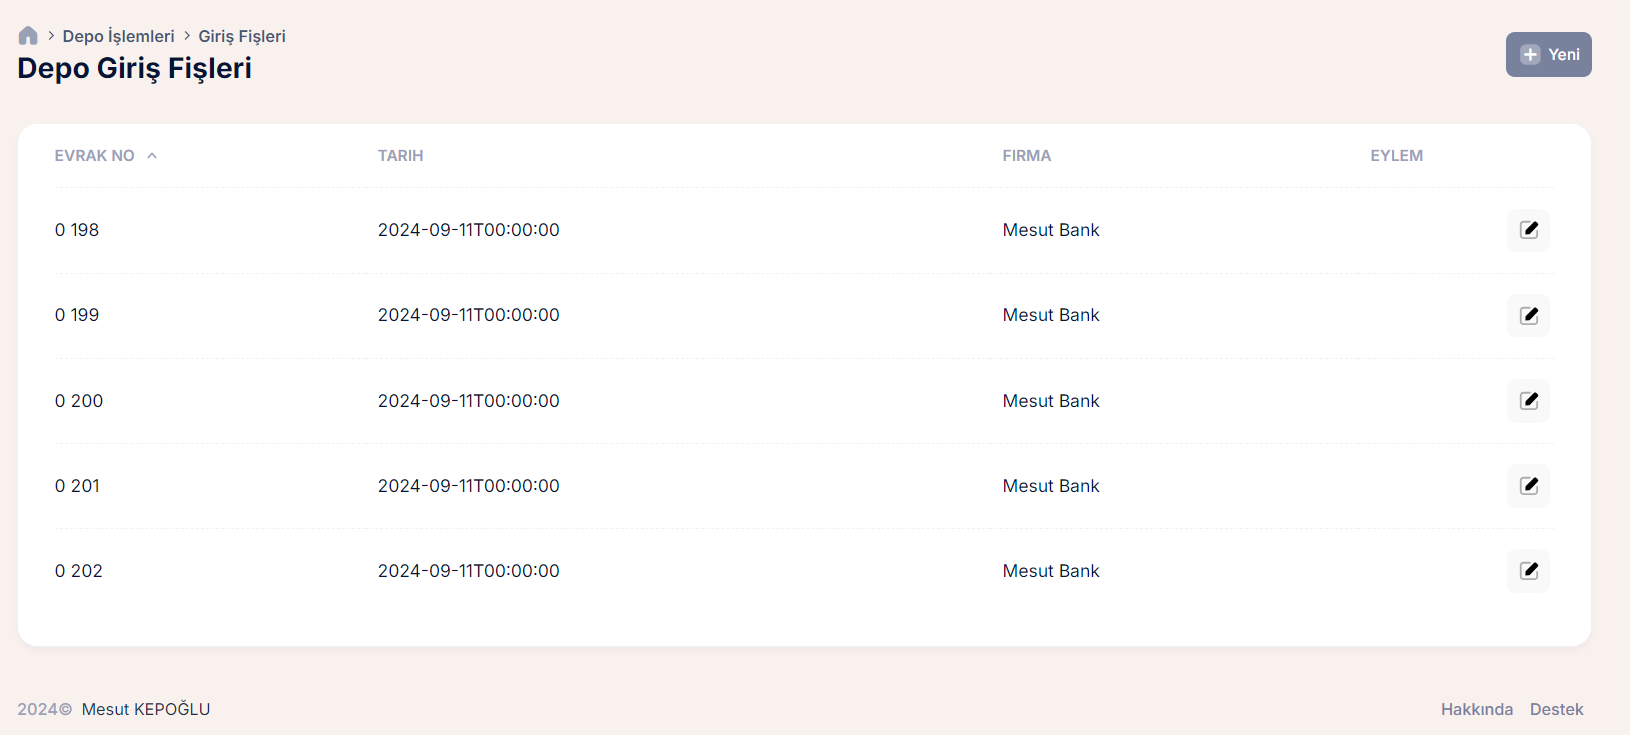 Depo İşlemleri > Giriş Fişleri
Depo Giriş Fişleri
Yeni
EVRAK NO TARIH FIRMA EYLEM
0 198 2024-09-11T00:00:00 Mesut Bank
0 199 2024-09-11T00:00:00 Mesut Bank
0 200 2024-09-11T00:00:00 Mesut Bank
0 201 2024-09-11T00:00:00 Mesut Bank
0 202 2024-09-11T00:00:00 Mesut Bank
2024© Mesut KEPOĞLU Hakkında Destek